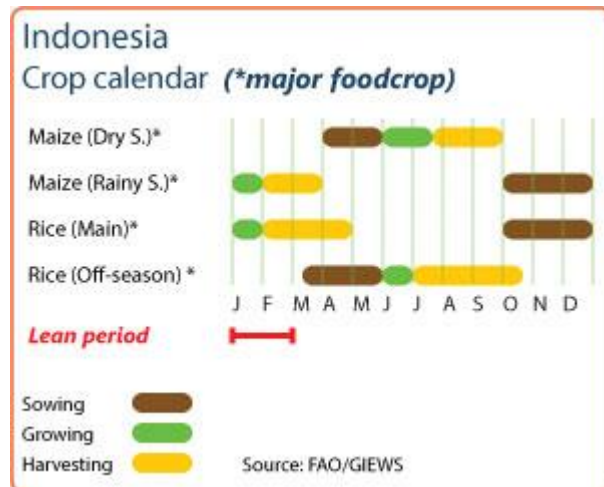 Indonesia
Crop calendar (*major foodcrop)
Maize (Dry S.)*
Maize (Rainy S.)*
Rice (Main)*
Rice (Off-season) *
J F M A M J J A S O N D
Lean period
Sowing
Growing
Harvesting Source: FAO/GIEWS